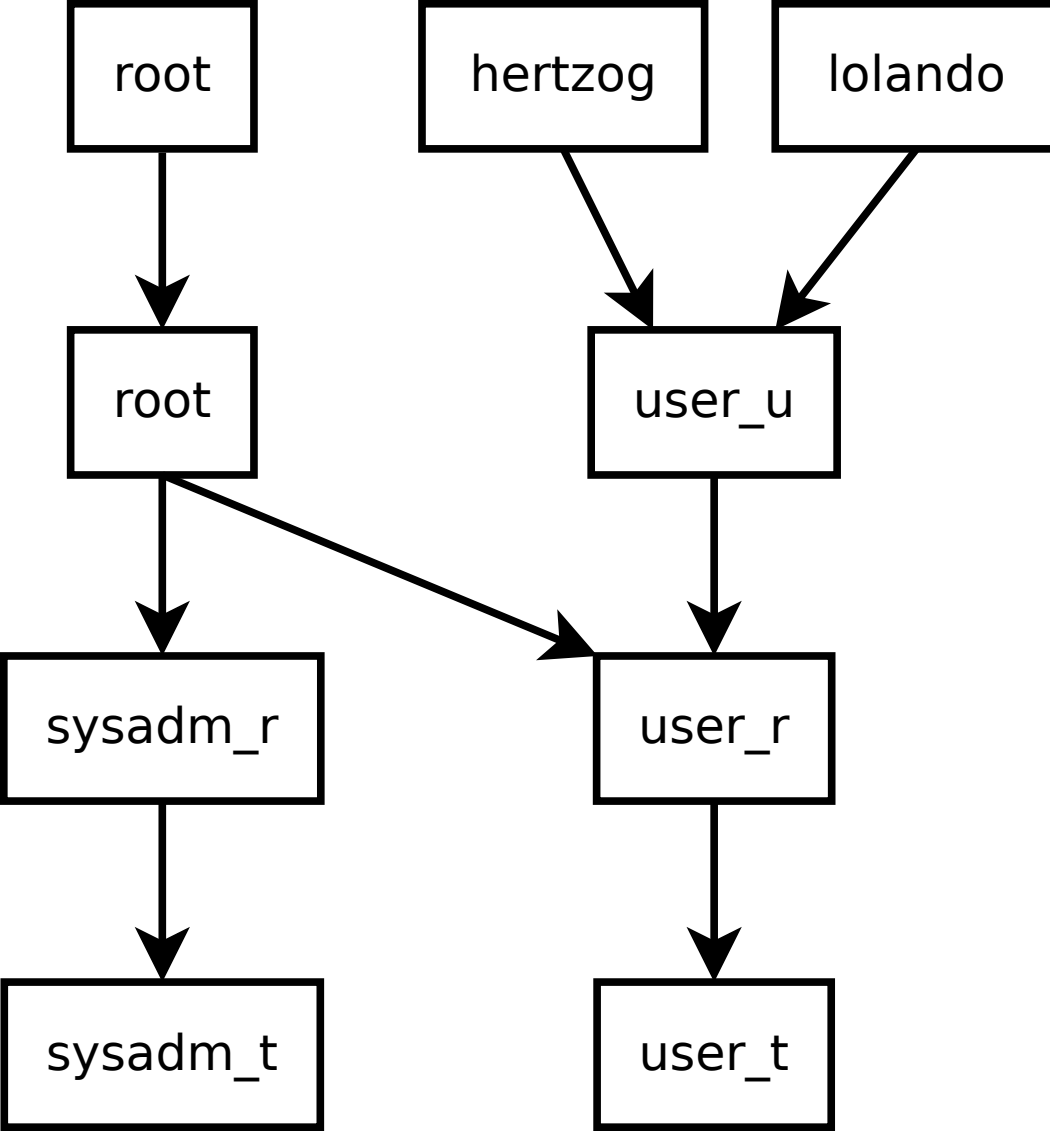 root
hertzog
lolando
root
user_u
sysadm_r
user_r
sysadm_t
user_t